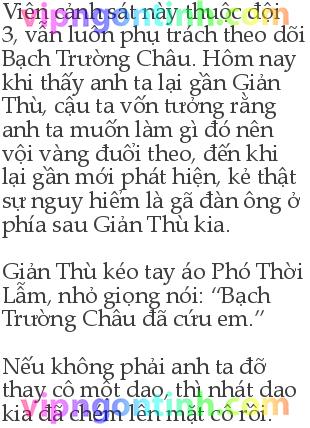 Viên cảnh sát này thuộc đội
3, vẫn luôn phụ trách theo dõi
Bạch Trường Châu. Hôm nay
khi thấy anh ta lại gần Giản
Thù, cậu ta vốn tưởng rằng
anh ta muốn làm gì đó nên
vội vàng đuổi theo, đến khi
lại gần mới phát hiện, kẻ thật
sự nguy hiểm là gã đàn ông ở
phía sau Giản Thù kia.
Giản Thù kéo tay áo Phó Thời
Lẫm, nhỏ giọng nói: “Bạch
Trường Châu đã cứu em.”
Nếu không phải anh ta đỡ
thay cô một dao, thì nhát dao
kia đã chém lên mặt cô rồi.
vipngontinh.com
vipngontinh.com